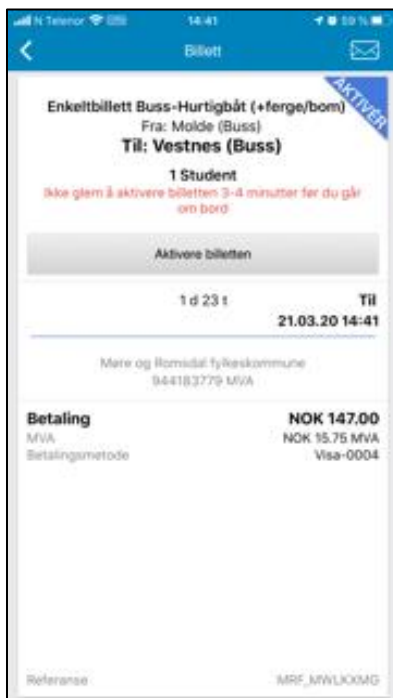 N Telenor 14:41 59 %
Billett
AKTIVER
Enkeltbillett Buss-Hurtigbåt (+ferge/bom)
Fra: Molde (Buss)
Til: Vestnes (Buss)
1 Student
Ikke glem å aktivere billetten 3-4 minutter før du går
om bord
Aktivere billetten
1 d 23 t Til
21.03.20 14:41
Møre og Romsdal fylkeskommune
944183779 MVA
Betaling NOK 147.00
MVA NOK 15.75 MVA
Betalingsmetode Visa-0004
Referanse MRF_MWLKXMG